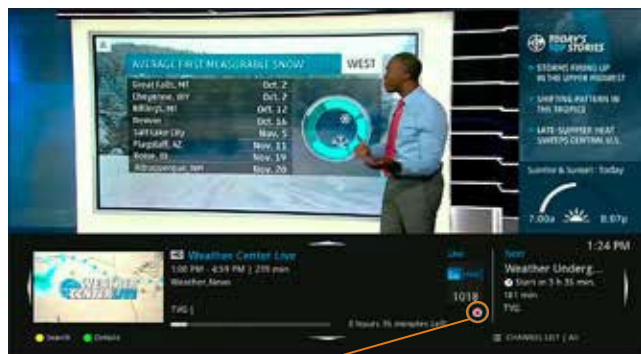 TODAY'S
TOP STORIES
AVERAGE FIRST MEASURABLE SNOW
WEST
STORMS FIRING UP
IN THE UPPER MIDWEST
Great Falls, MT Oct. 2
Cheyenne, WY Oct. 2
Billings, MT Oct. 12
Denver Oct. 16
Salt Lake City Nov. 5
Flagstaff, AZ Nov. 11
Boise, ID Nov. 19
Albuquerque, NM Nov. 20
SHIFTING PATTERN IN
THE TROPICS
LATE-SUMMER HEAT
SWEEPS CENTRAL U.S.
Sunrise & Sunset: Today
7:00a 8:07p
1:24 PM
WEATHER
CENTER LIVE
HD Weather Center Live
1:00 PM - 4:59 PM | 239 min
Weather, News
TVG |
1018
3 hours 35 minutes Left
Next
Weather Underg...
Starts in 3 h 35 min.
181 min
TVG
Search
Details
CHANNEL LIST | All